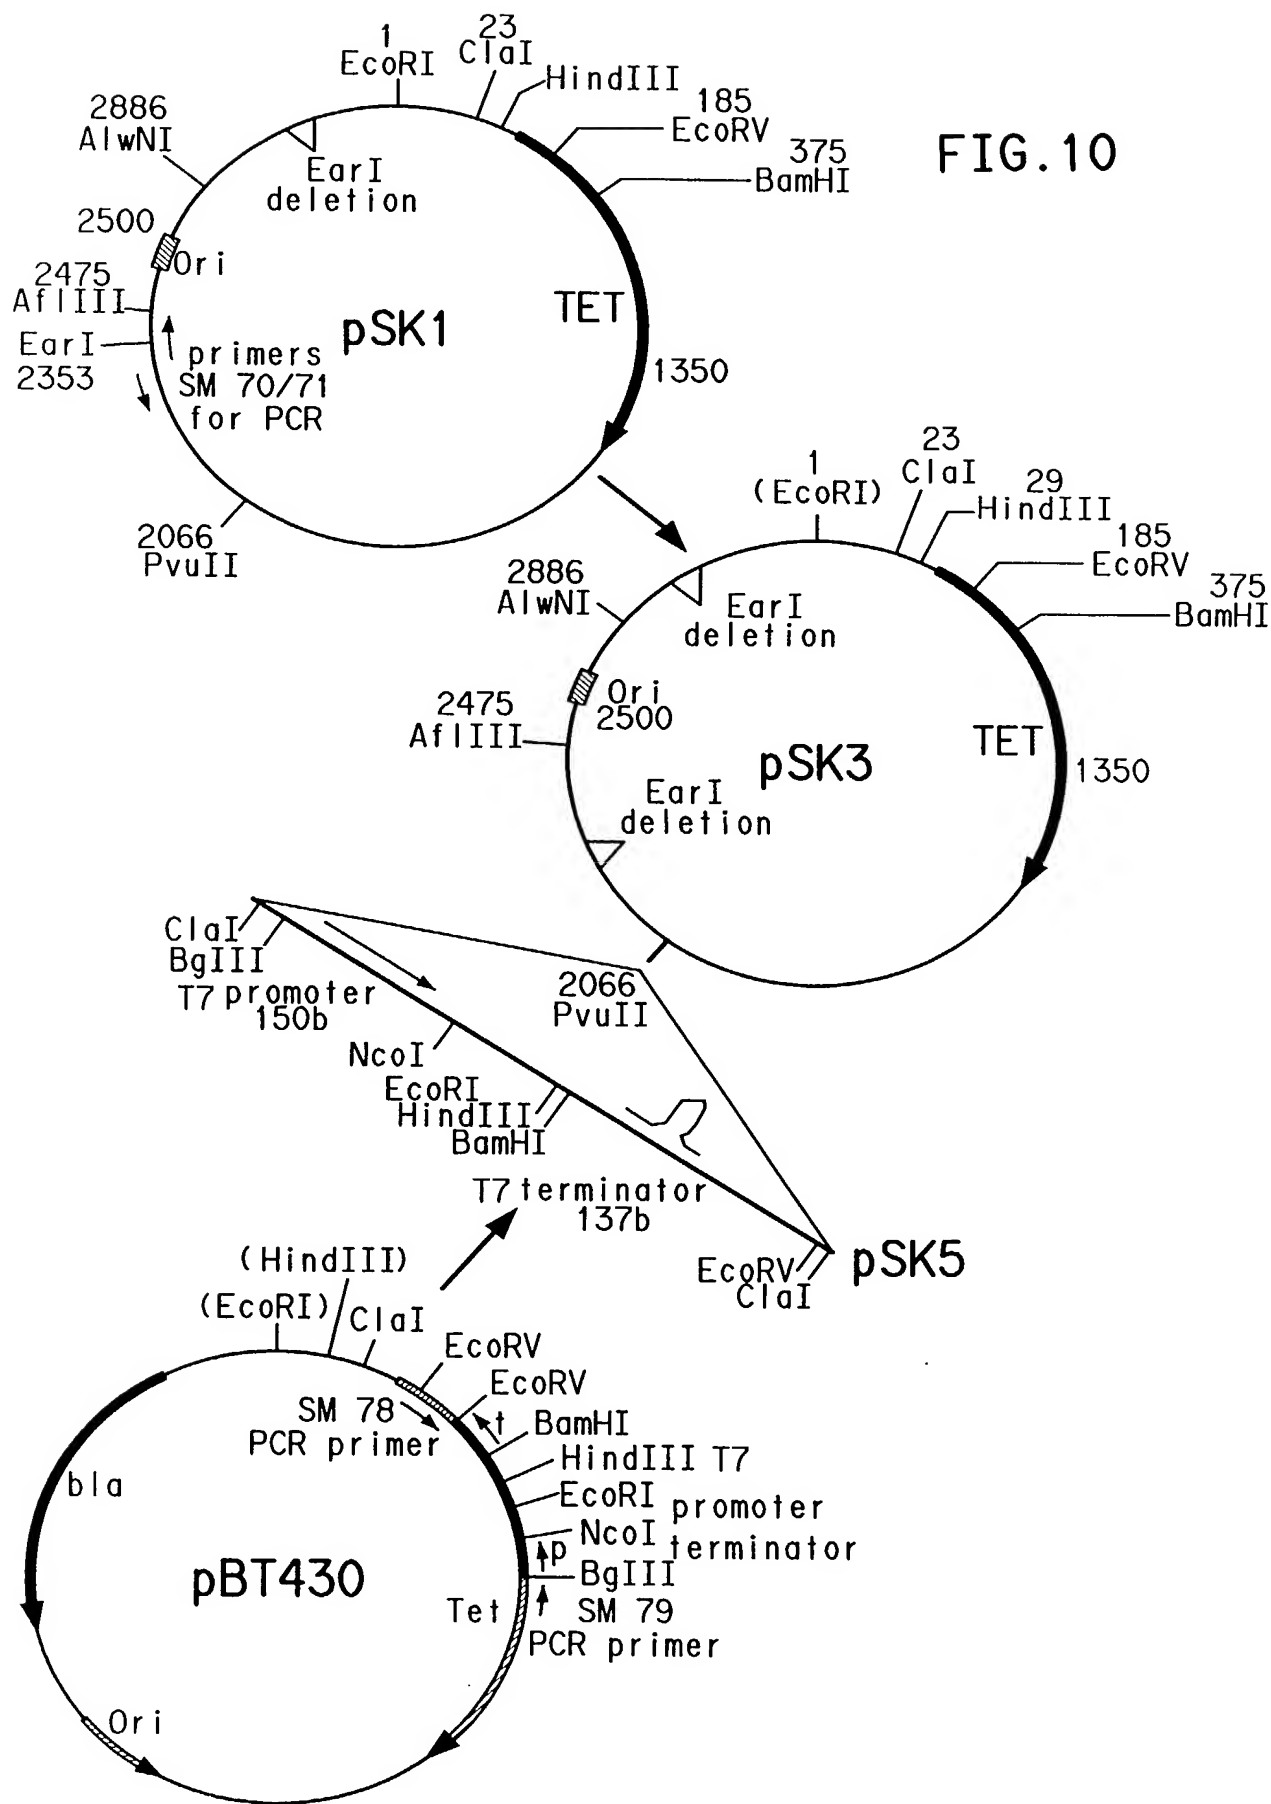 FIG.10
1
EcoRI
23
ClaI
HindIII
185
EcoRV
375
BamHI
2886
AlwNI
EarI
deletion
2500
Ori
2475
AflIII
EarI
2353
primers
SM 70/71
for PCR
pSK1
TET
1350
2066
PvuII
1
(EcoRI)
23
ClaI
29
HindIII
185
EcoRV
375
BamHI
2886
AlwNI
EarI
deletion
Ori
2500
2475
AflIII
pSK3
TET
1350
EarI
deletion
2066
PvuII
ClaI
BglII
T7 promoter
150b
NcoI
EcoRI
HindIII
BamHI
T7 terminator
137b
EcoRV
ClaI
pSK5
(HindIII)
(EcoRI)
ClaI
EcoRV
EcoRV
SM 78
PCR primer
t
BamHI
HindIII T7
EcoRI promoter
NcoI terminator
p
BglII
SM 79
PCR primer
bla
pBT430
Tet
Ori